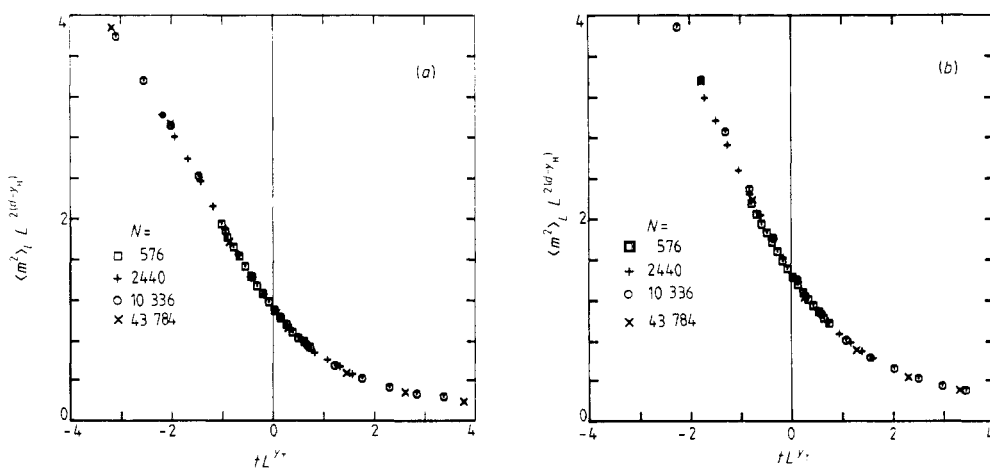 4
(a)
⟨m²⟩_L L^{2(d-y_H)}
2
N=
□ 576
+ 2440
○ 10 336
× 43 784
0
-4 -2 0 2 4
tL^{y_T}
4
(b)
⟨m²⟩_L L^{2(d-y_H)}
2
N=
□ 576
+ 2440
○ 10 336
× 43 784
0
-4 -2 0 2 4
tL^{y_T}